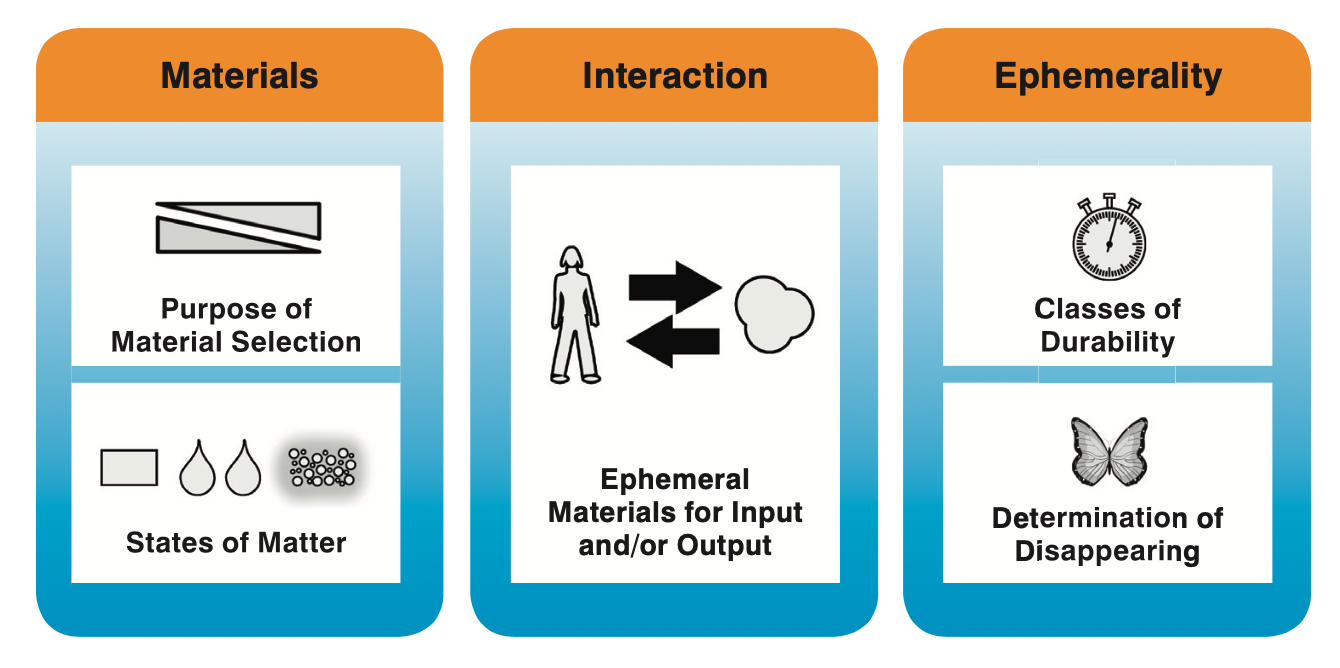 Materials
Purpose of
Material Selection
States of Matter
Interaction
Ephemeral
Materials for Input
and/or Output
Ephemerality
Classes of
Durability
Determination of
Disappearing